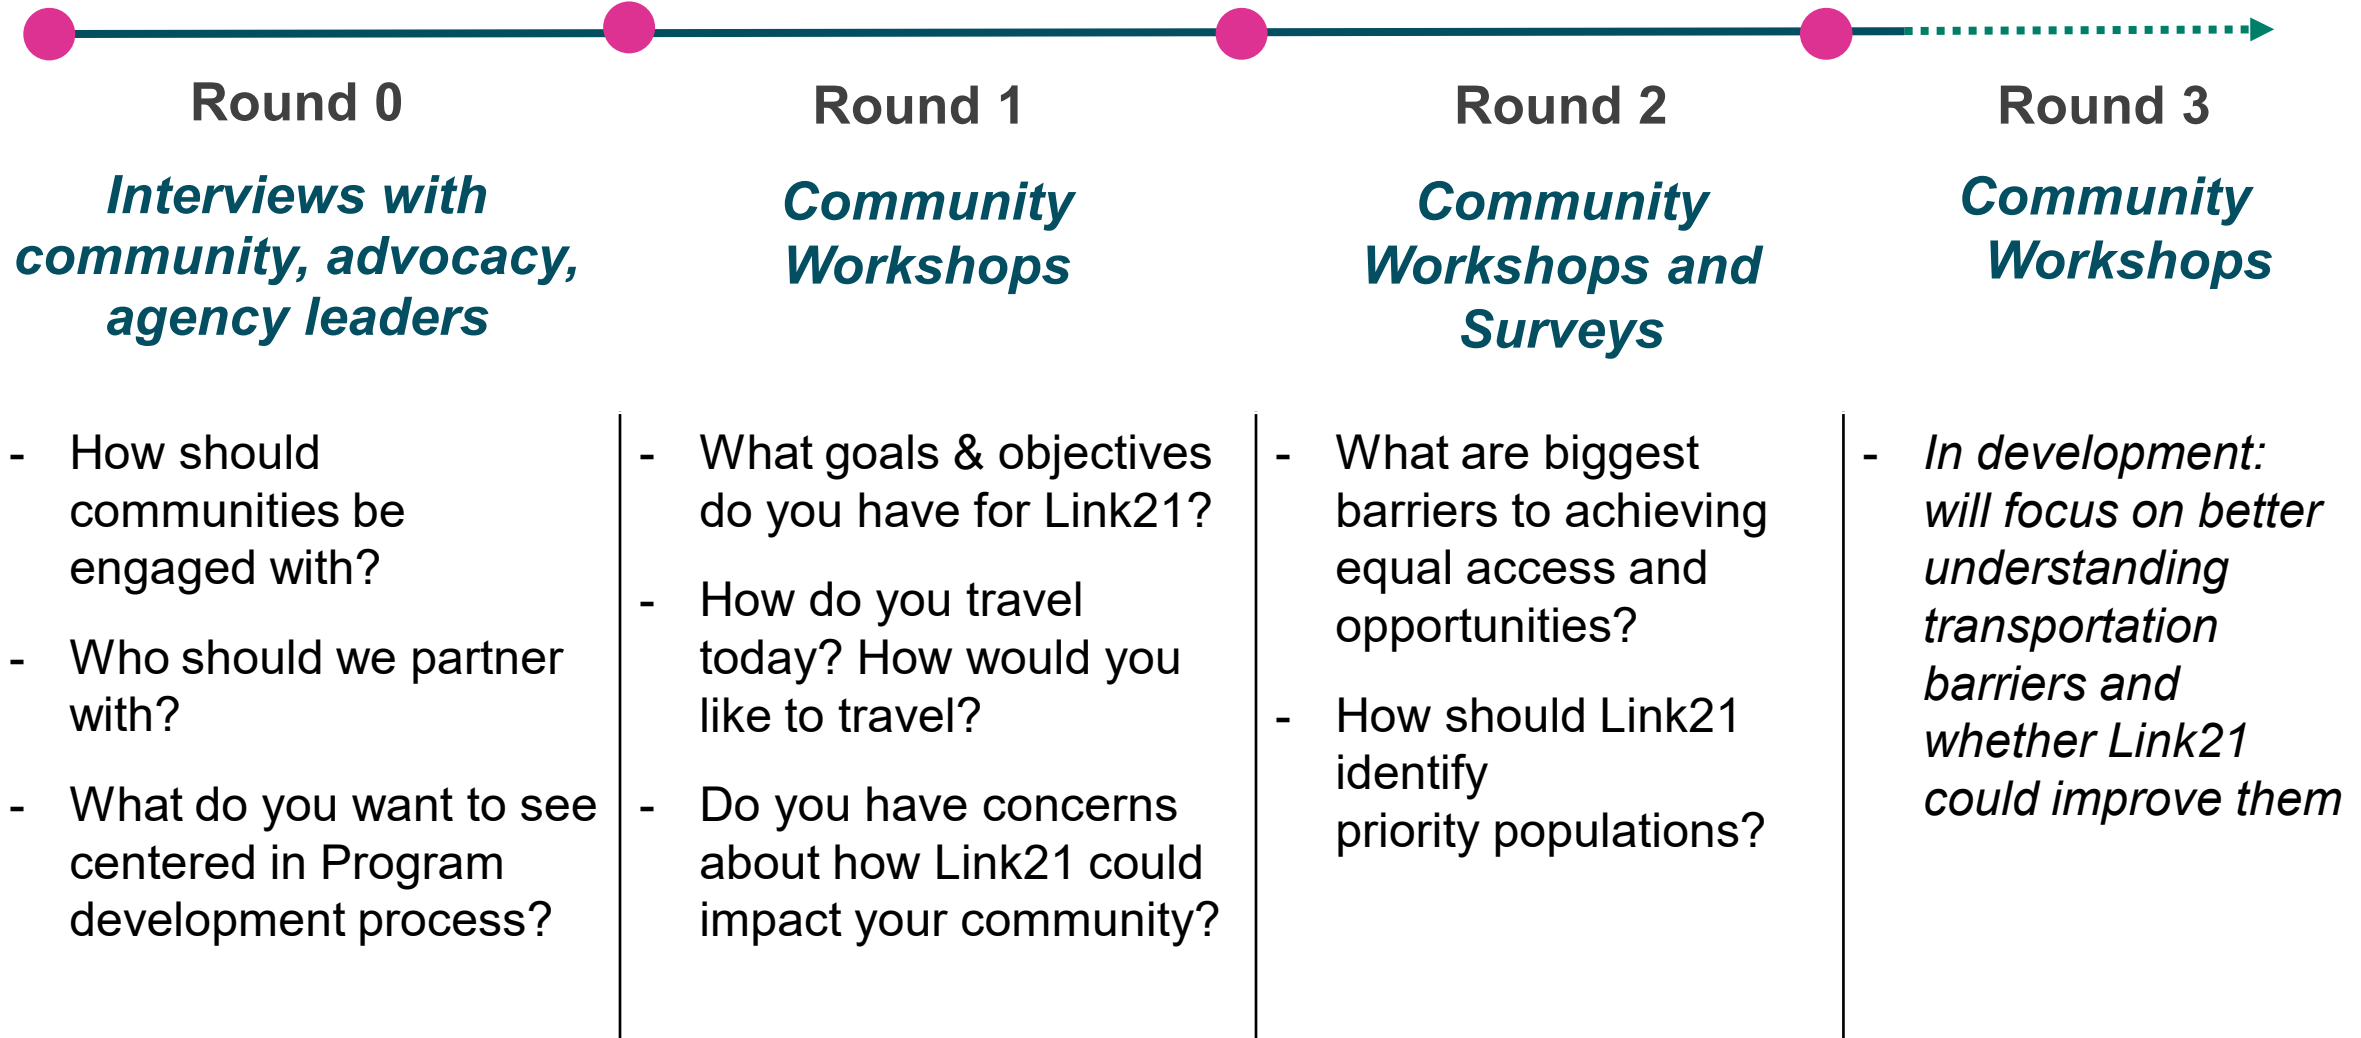 Round 0
Interviews with
community, advocacy,
agency leaders
- How should
communities be
engaged with?
- Who should we partner
with?
- What do you want to see
centered in Program
development process?
Round 1
Community
Workshops
- What goals & objectives
do you have for Link21?
- How do you travel
today? How would you
like to travel?
- Do you have concerns
about how Link21 could
impact your community?
Round 2
Community
Workshops and
Surveys
- What are biggest
barriers to achieving
equal access and
opportunities?
- How should Link21
identify
priority populations?
Round 3
Community
Workshops
- In development:
will focus on better
understanding
transportation
barriers and
whether Link21
could improve them